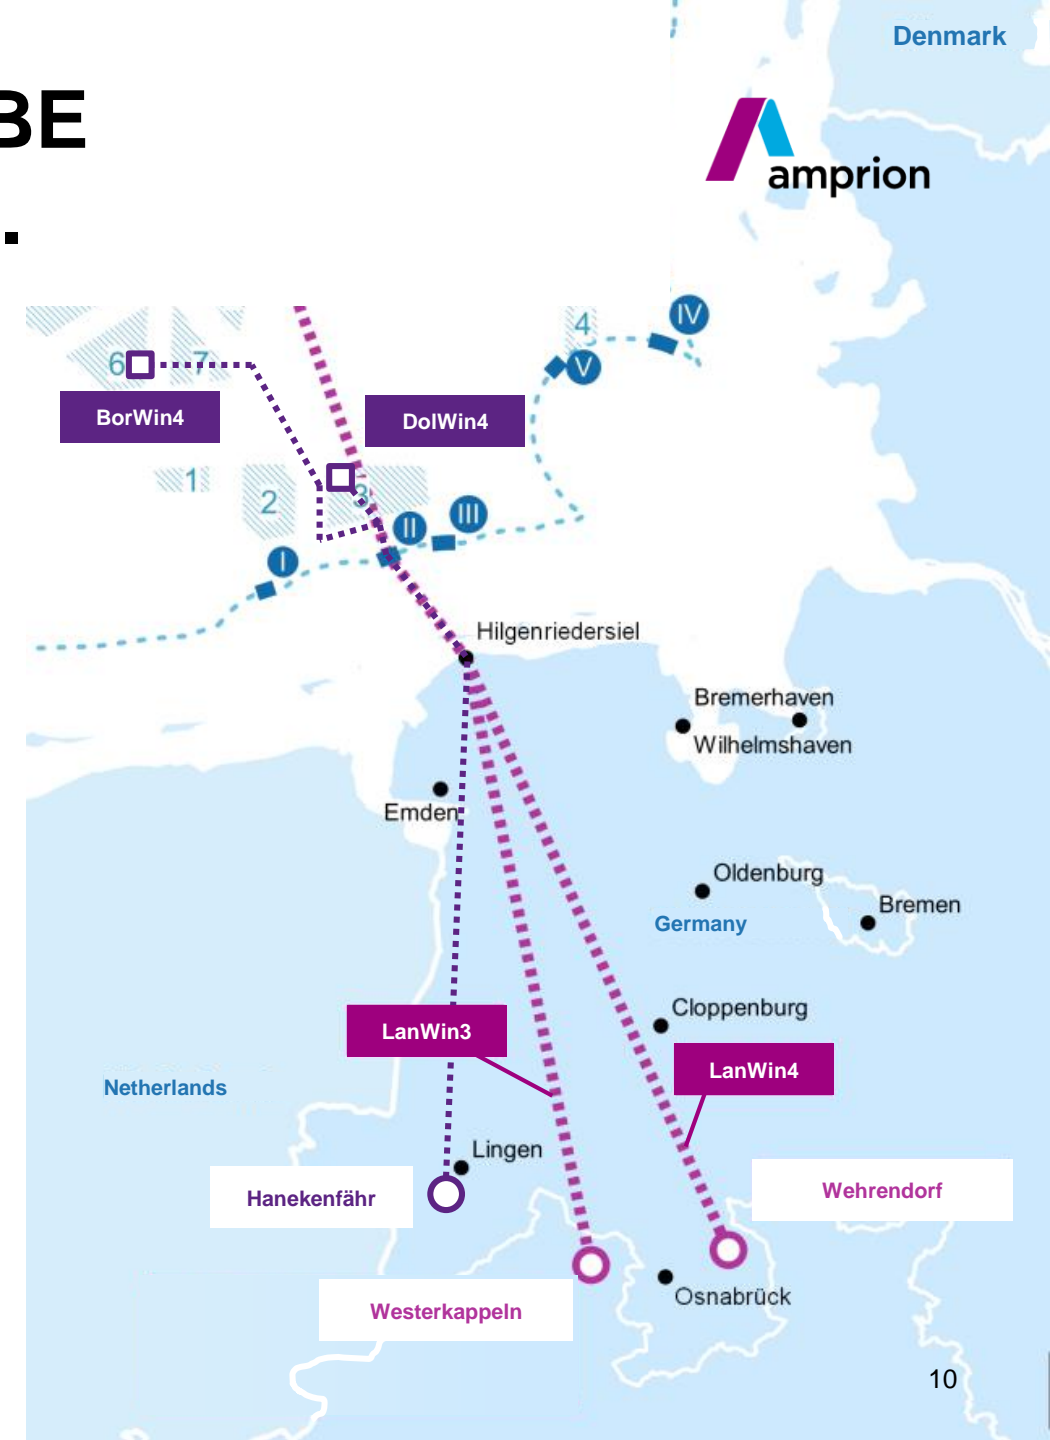 Denmark
BE
.
amprion
IV
4
V
6
7
BorWin4
DolWin4
1
2
3
III
II
I
Hilgenriedersiel
Bremerhaven
Wilhelmshaven
Emden
Oldenburg
Bremen
Germany
Cloppenburg
LanWin3
LanWin4
Netherlands
Lingen
Hanekenfähr
Wehrendorf
Westerkappeln
Osnabrück
10